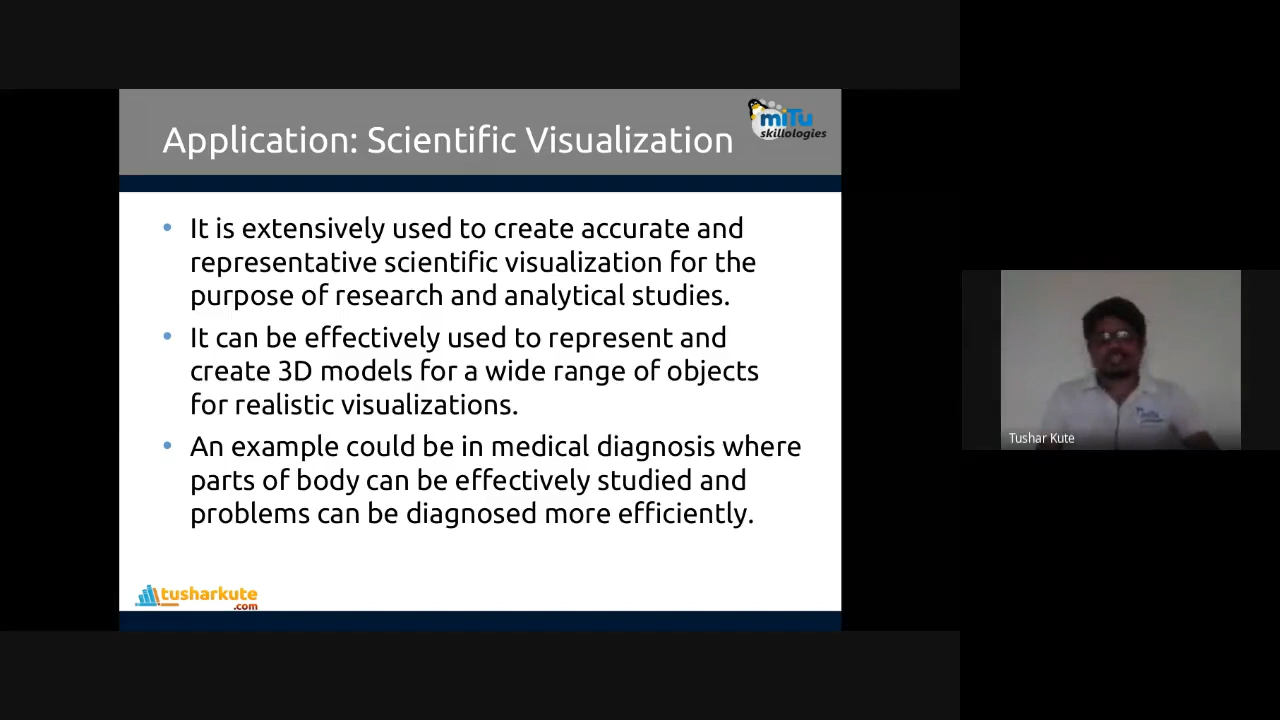 Application: Scientific Visualization
miTu
skillologies
• It is extensively used to create accurate and
representative scientific visualization for the
purpose of research and analytical studies.
• It can be effectively used to represent and
create 3D models for a wide range of objects
for realistic visualizations.
• An example could be in medical diagnosis where
parts of body can be effectively studied and
problems can be diagnosed more efficiently.
tusharkute
.com
Tushar Kute